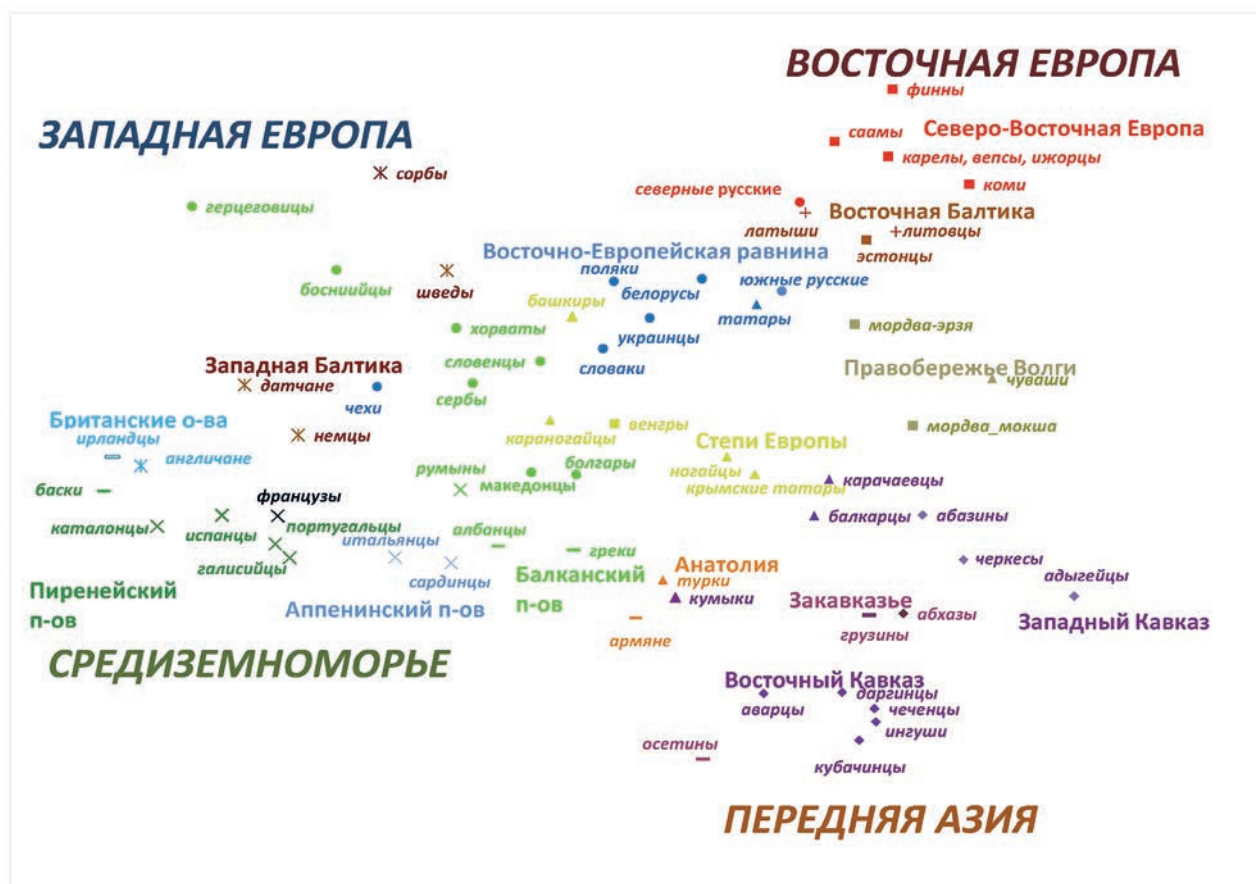 ВОСТОЧНАЯ ЕВРОПА
финны
ЗАПАДНАЯ ЕВРОПА
саамы
Северо-Восточная Европа
карелы, вепсы, ижорцы
сорбы
коми
северные русские
герцеговицы
Восточная Балтика
латыши
литовцы
эстонцы
Восточно-Европейская равнина
поляки
южные русские
босниийцы
шведы
белорусы
башкиры
татары
хорваты
украинцы
мордва-эрзя
словенцы
словаки
Западная Балтика
Правобережье Волги
датчане
чуваши
чехи
сербы
Британские о-ва
ирландцы
немцы
караногайцы
венгры
Степи Европы
мордва_мокша
англичане
румыны
болгары
ногайцы
македонцы
крымские татары
карачаевцы
баски
французы
каталонцы
испанцы
португальцы
албанцы
балкарцы
абазины
итальянцы
греки
галисийцы
сардинцы
черкесы
Анатолия
турки
адыгейцы
Пиренейский
п-ов
Аппенинский п-ов
Балканский
п-ов
кумыки
Закавказье
абхазы
Западный Кавказ
армяне
грузины
СРЕДИЗЕМНОМОРЬЕ
Восточный Кавказ
даргинцы
аварцы
чеченцы
ингуши
осетины
кубачинцы
ПЕРЕДНЯЯ АЗИЯ